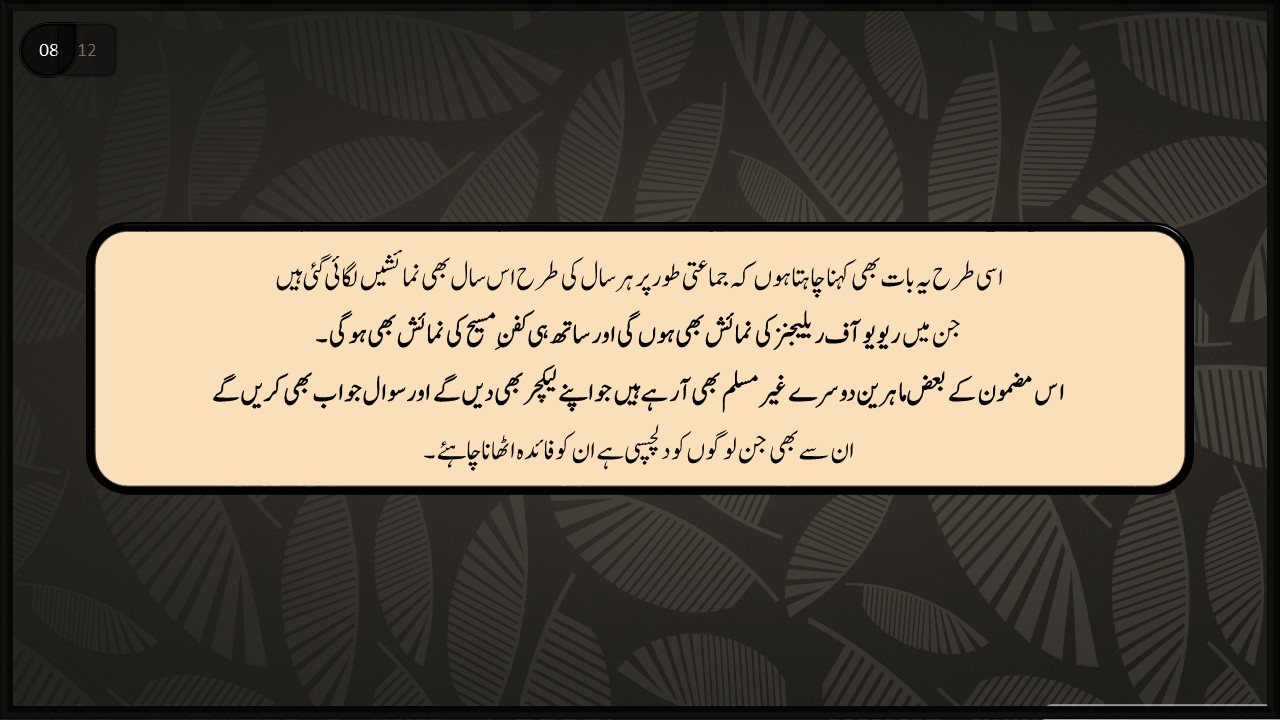 08 12
اسی طرح یہ بات بھی کہنا چاہتا ہوں کہ جماعتی طور پر ہر سال کی طرح اس سال بھی نمائشیں لگائی گئی ہیں
جن میں ریویو آف ریلیجنز کی نمائش بھی ہوں گی اور ساتھ ہی کفنِ مسیح کی نمائش بھی ہو گی۔
اس مضمون کے بعض ماہرین دوسرے غیر مسلم بھی آ رہے ہیں جو اپنے لیکچر بھی دیں گے اور سوال جواب بھی کریں گے
ان سے بھی جن لوگوں کو دلچسپی ہے ان کو فائدہ اٹھانا چاہئے۔